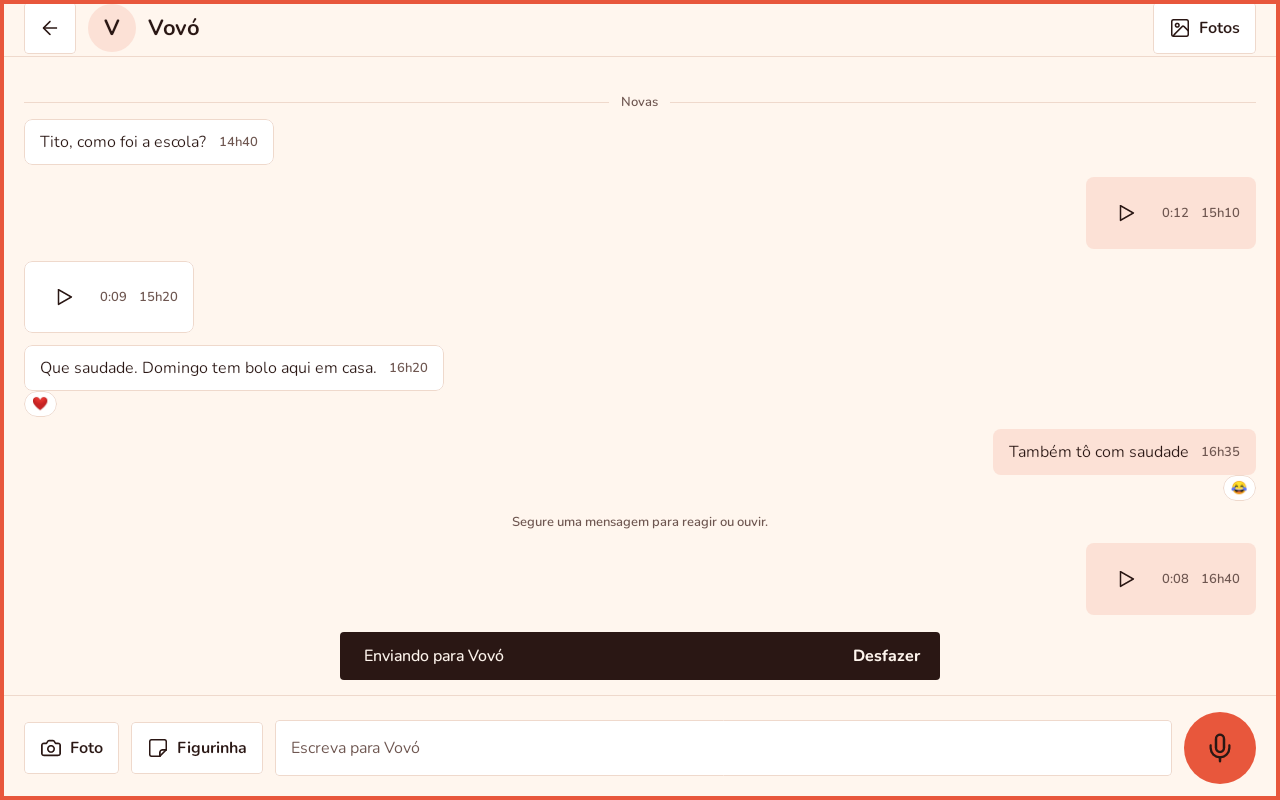 V Vovó
Fotos
Novas
Tito, como foi a escola? 14h40
0:12 15h10
0:09 15h20
Que saudade. Domingo tem bolo aqui em casa. 16h20
Também tô com saudade 16h35
Segure uma mensagem para reagir ou ouvir.
0:08 16h40
Enviando para Vovó Desfazer
Foto Figurinha Escreva para Vovó